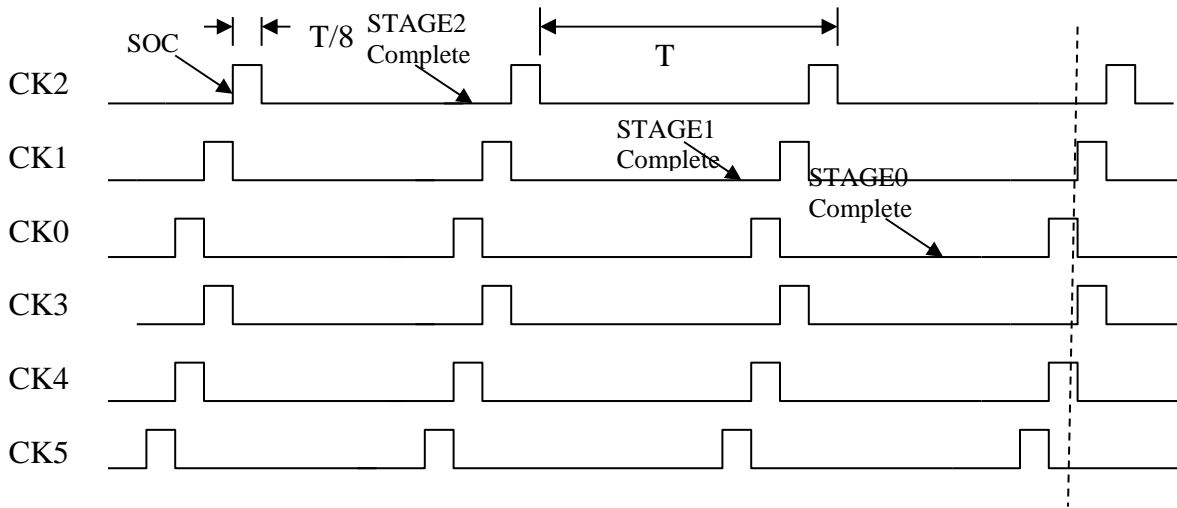 T/8
STAGE2
Complete
SOC
T
CK2
STAGE1
Complete
CK1
STAGE0
Complete
CK0
CK3
CK4
CK5